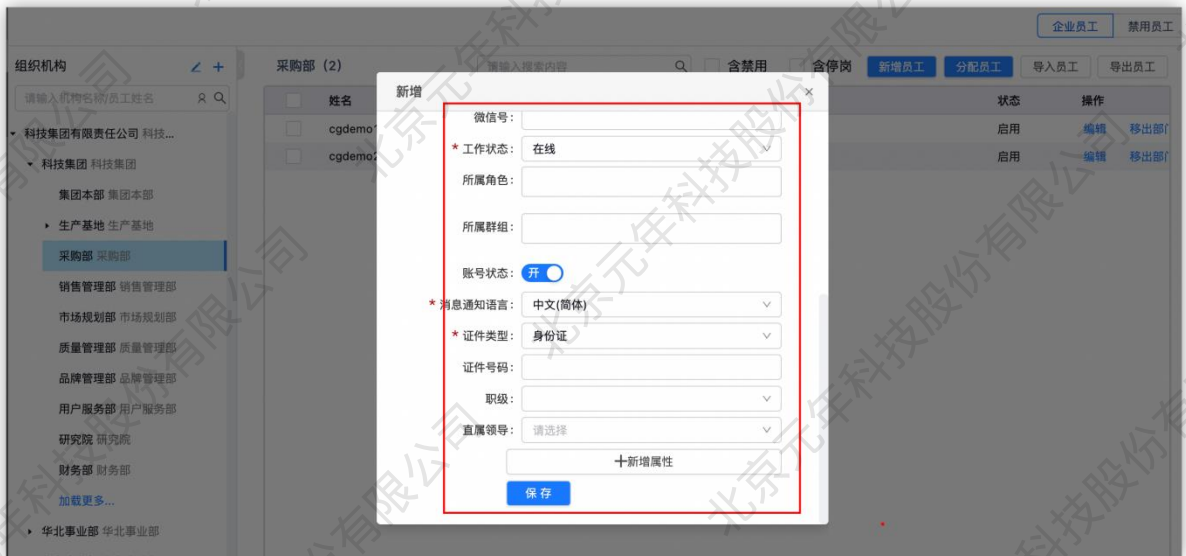 企业员工 禁用员工
组织机构
请输入机构名称/员工姓名
科技集团有限责任公司 科技...
科技集团 科技集团
集团本部 集团本部
生产基地 生产基地
采购部 采购部
销售管理部 销售管理部
市场规划部 市场规划部
质量管理部 质量管理部
品牌管理部 品牌管理部
用户服务部 用户服务部
研究院 研究院
财务部 财务部
加载更多...
华北事业部 华北事业部
采购部 (2) 请输入搜索内容 含禁用 含停岗 新增员工 分配员工 导入员工 导出员工
姓名 状态 操作
cgdemo1 启用 编辑 移出部门
cgdemo2 启用 编辑 移出部门
新增 ×
微信号:
* 工作状态: 在线
所属角色:
所属群组:
账号状态: 开
* 消息通知语言: 中文(简体)
* 证件类型: 身份证
证件号码:
职级:
直属领导: 请选择
+新增属性
保存
北京元年科技股份有限公司